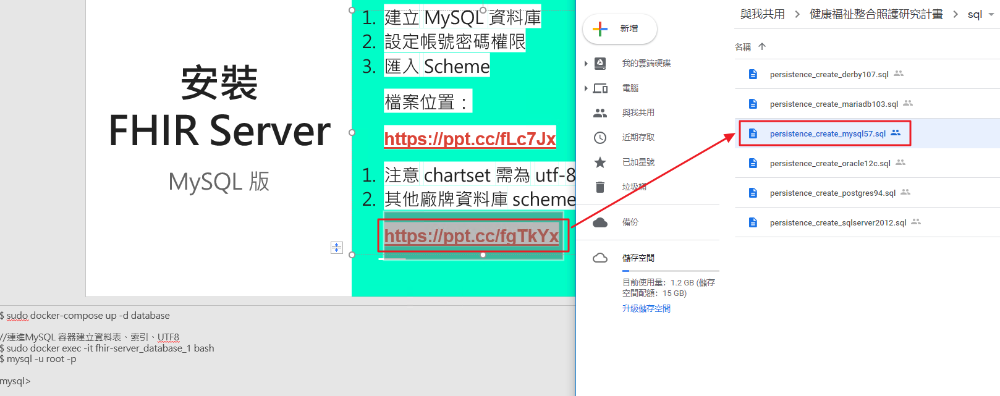 安裝
FHIR Server
MySQL 版
1. 建立 MySQL 資料庫
2. 設定帳號密碼權限
3. 匯入 Scheme
檔案位置：
https://ppt.cc/fLc7Jx
1. 注意 chartset 需為 utf-8
2. 其他廠牌資料庫 scheme
https://ppt.cc/fgTkYx
$ sudo docker-compose up -d database
//連進MySQL 容器建立資料表、索引、UTF8
$ sudo docker exec -it fhir-server_database_1 bash
$ mysql -u root -p
mysql>
新增
我的雲端硬碟
電腦
與我共用
近期存取
已加星號
垃圾桶
備份
儲存空間
目前使用量：1.2 GB (儲存
空間配額：15 GB)
升級儲存空間
與我共用 > 健康福祉整合照護研究計畫 > sql
名稱
persistence_create_derby107.sql
persistence_create_mariadb103.sql
persistence_create_mysql57.sql
persistence_create_oracle12c.sql
persistence_create_postgres94.sql
persistence_create_sqlserver2012.sql